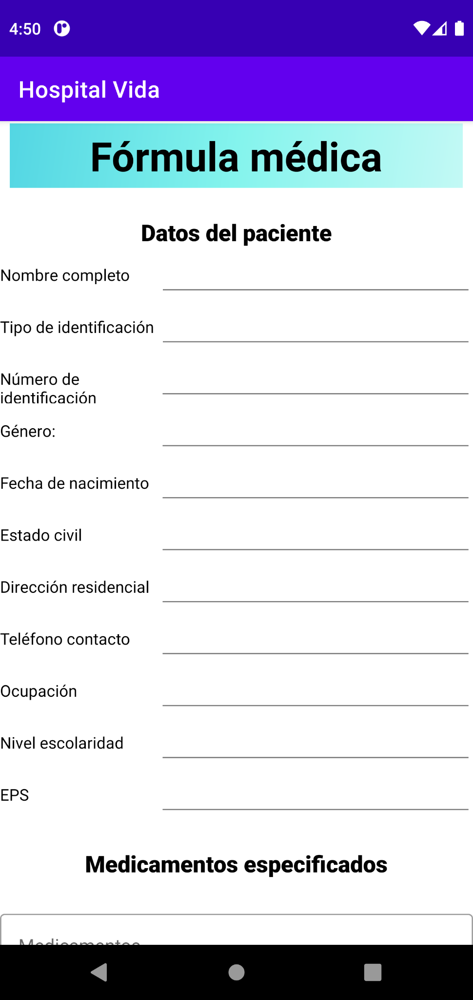 4:50
Hospital Vida
Fórmula médica
Datos del paciente
Nombre completo
Tipo de identificación
Número de
identificación
Género:
Fecha de nacimiento
Estado civil
Dirección residencial
Teléfono contacto
Ocupación
Nivel escolaridad
EPS
Medicamentos especificados
Medicamentos